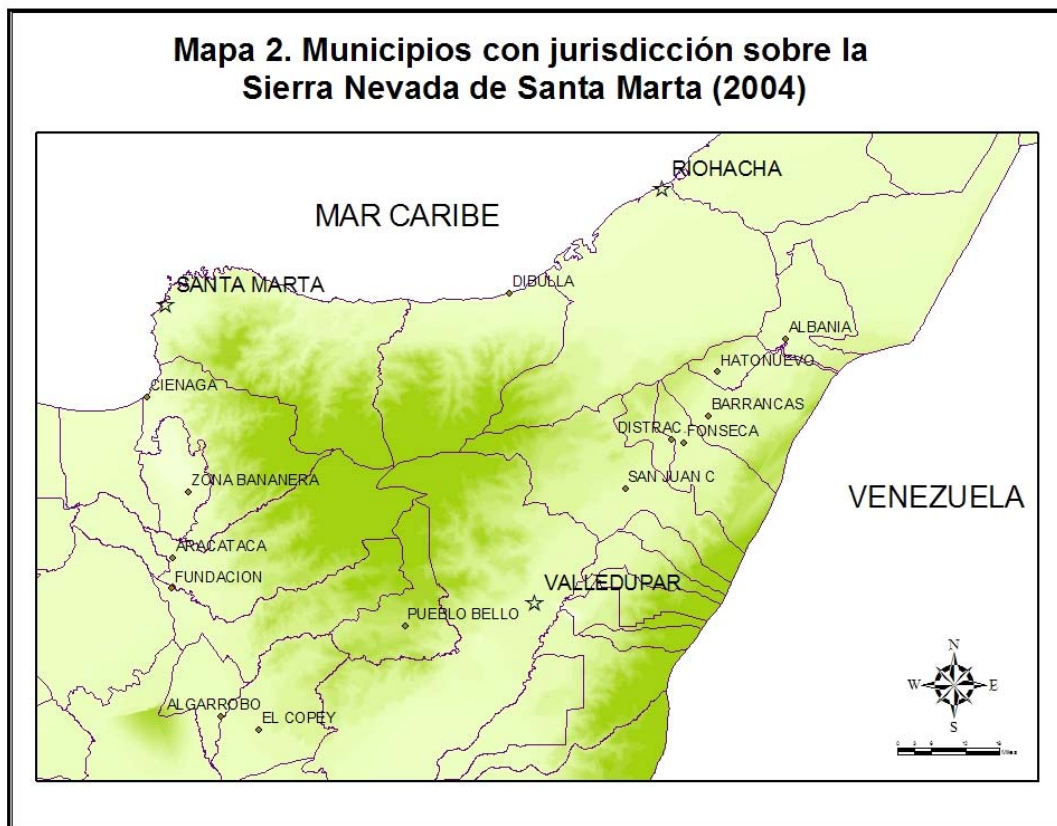 Mapa 2. Municipios con jurisdicción sobre la
Sierra Nevada de Santa Marta (2004)
RIOHACHA
MAR CARIBE
SANTA MARTA
DIBULLA
ALBANIA
HATONUEVO
CIENAGA
BARRANCAS
DISTRAC.
FONSECA
ZONA BANANERA
SAN JUAN C
VENEZUELA
ARACATACA
FUNDACION
VALLEDUPAR
PUEBLO BELLO
N
W
E
S
ALGARROBO
EL COPEY
Miles